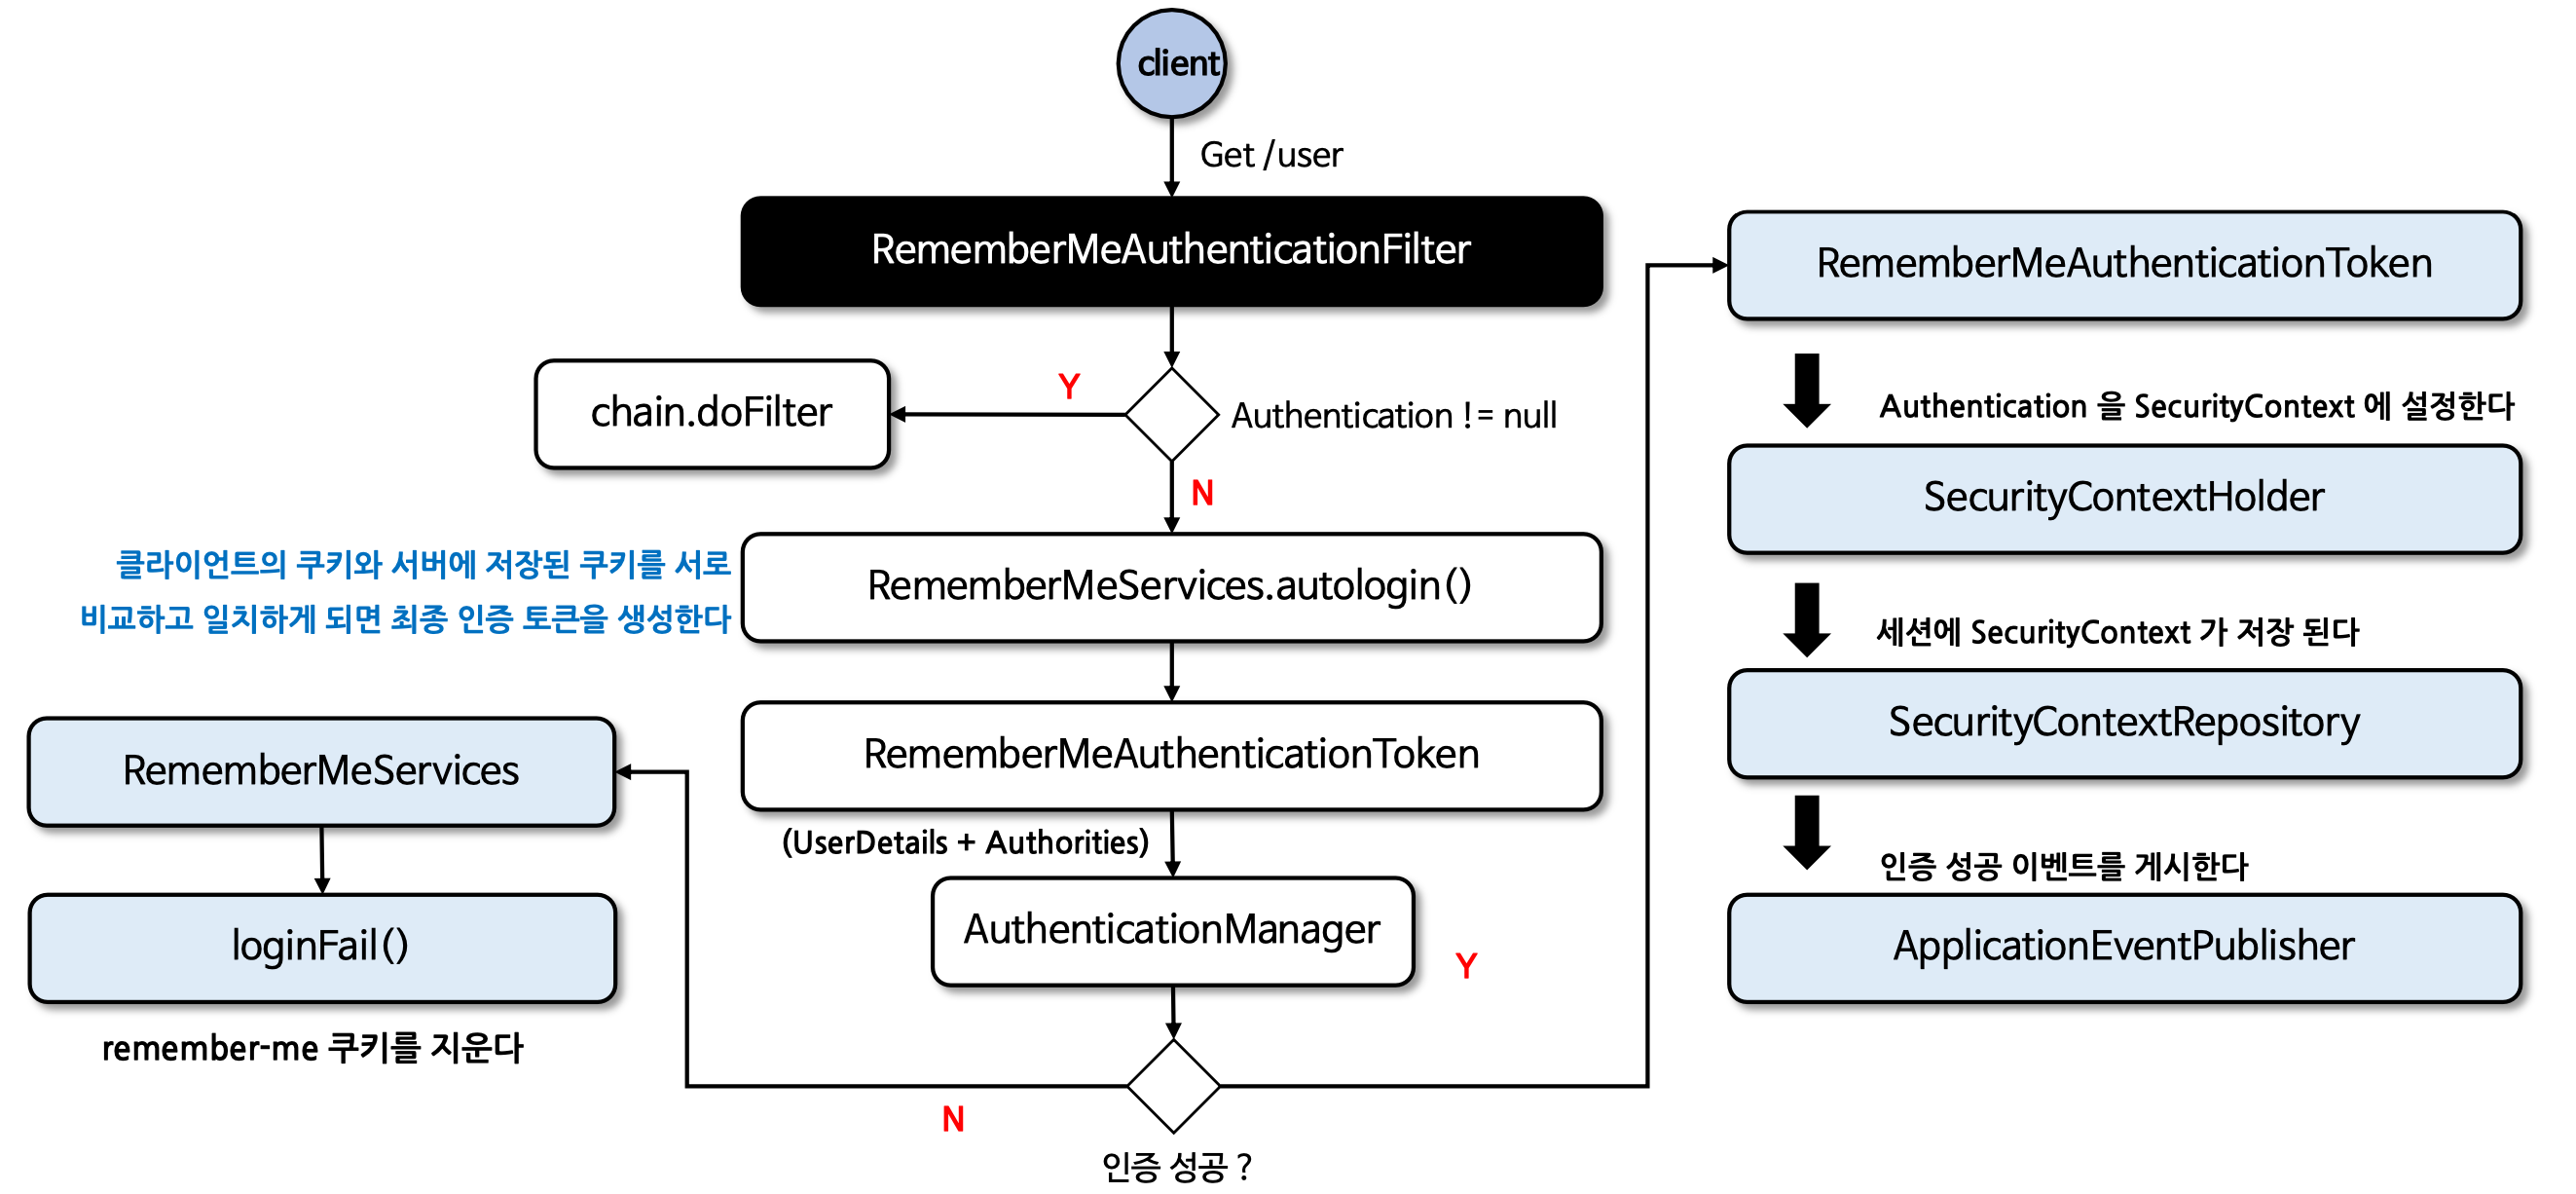 client
Get /user
RememberMeAuthenticationFilter
chain.doFilter
Y
Authentication != null
N
클라이언트의 쿠키와 서버에 저장된 쿠키를 서로
비교하고 일치하게 되면 최종 인증 토큰을 생성한다
RememberMeServices.autologin()
RememberMeAuthenticationToken
(UserDetails + Authorities)
AuthenticationManager
인증 성공 ?
N
RememberMeServices
loginFail()
remember-me 쿠키를 지운다
Y
RememberMeAuthenticationToken
Authentication 을 SecurityContext 에 설정한다
SecurityContextHolder
세션에 SecurityContext 가 저장 된다
SecurityContextRepository
인증 성공 이벤트를 게시한다
ApplicationEventPublisher